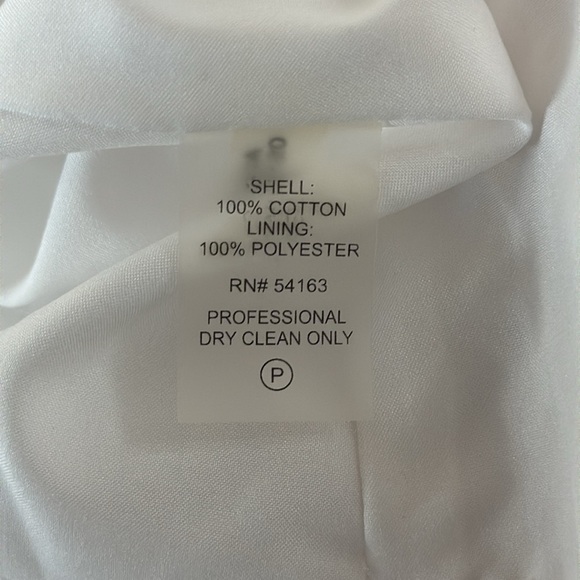 SHELL:
100% COTTON
LINING:
100% POLYESTER
RN# 54163
PROFESSIONAL
DRY CLEAN ONLY
P